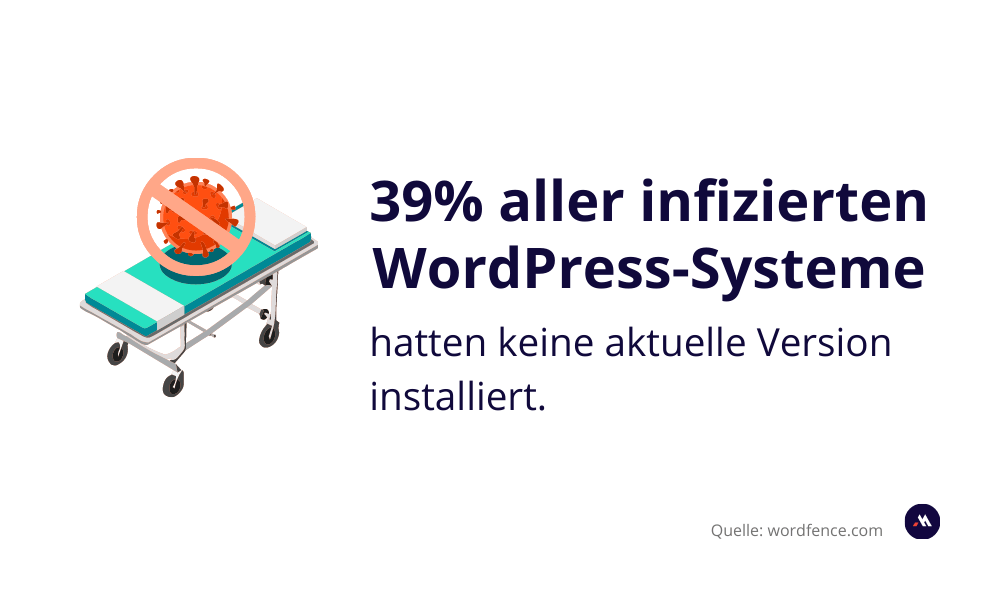 39% aller infizierten
WordPress-Systeme
hatten keine aktuelle Version
installiert.
Quelle: wordfence.com